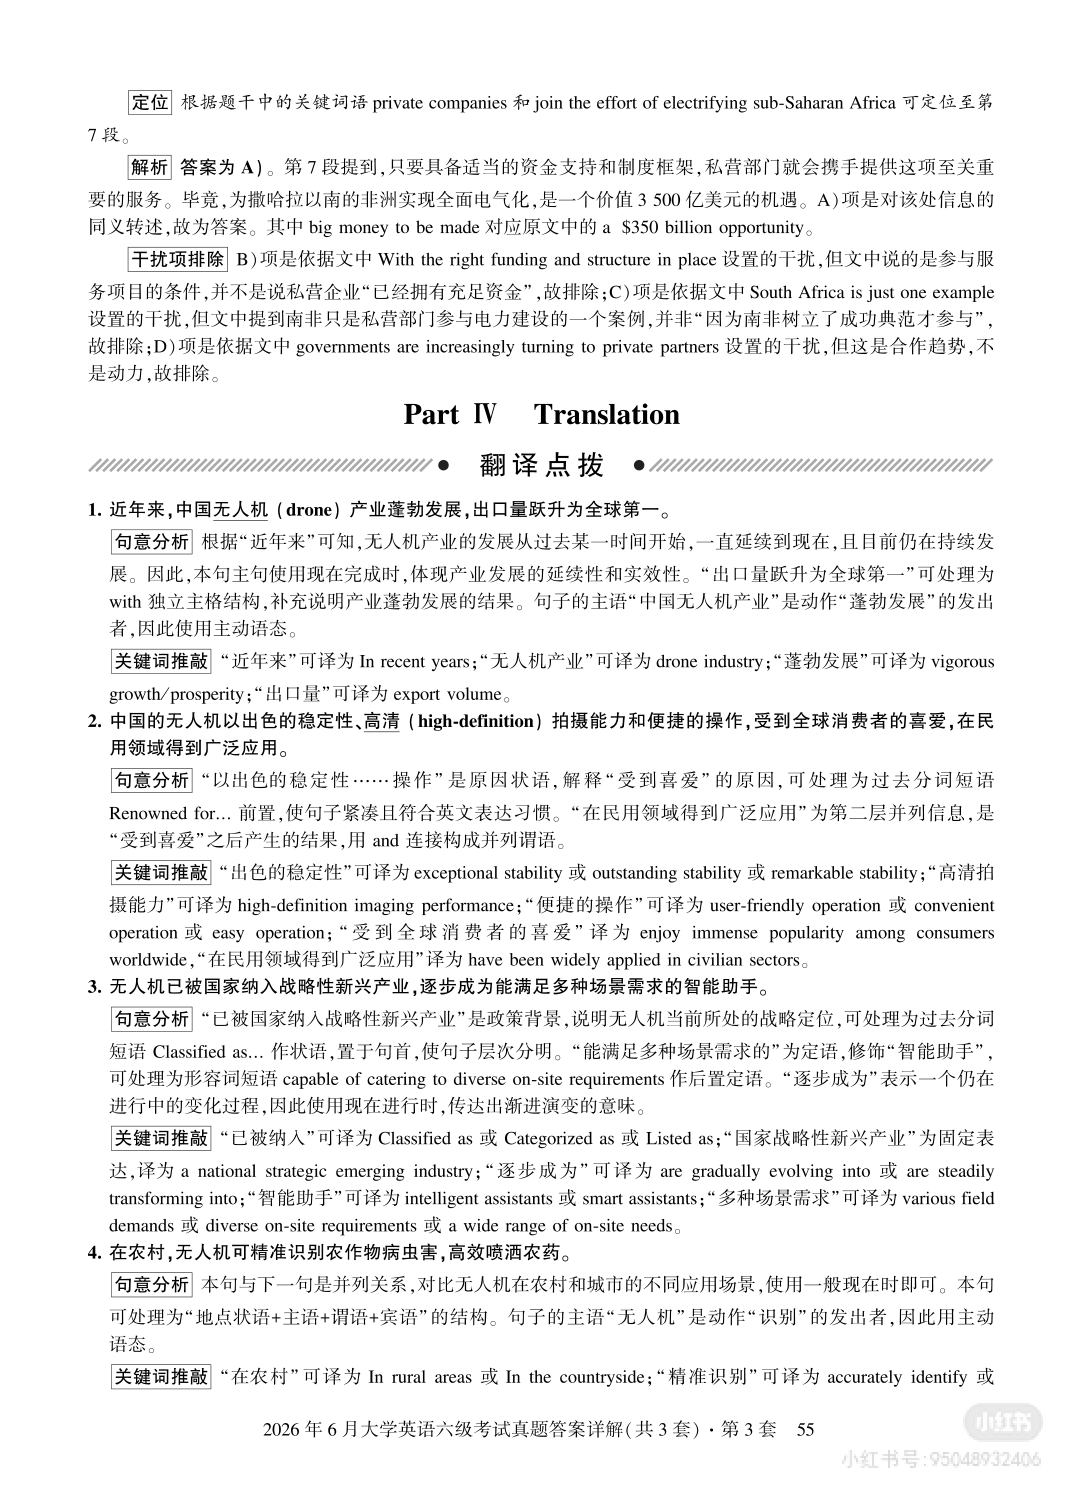 定位 根据题干中的关键词语 private companies 和 join the effort of electrifying sub-Saharan Africa 可定位至第
7 段。
解析 答案为 A)。第 7 段提到,只要具备适当的资金支持和制度框架,私营部门就会携手提供这项至关重
要的服务。毕竟,为撒哈拉以南的非洲实现全面电气化,是一个价值 3 500 亿美元的机遇。A)项是对该处信息的
同义转述,故为答案。其中 big money to be made 对应原文中的 a $350 billion opportunity。
干扰项排除 B)项是依据文中 With the right funding and structure in place 设置的干扰,但文中说的是参与服
务项目的条件,并不是说私营企业“已经拥有充足资金”,故排除;C)项是依据文中 South Africa is just one example
设置的干扰,但文中提到南非只是私营部门参与电力建设的一个案例,并非“因为南非树立了成功典范才参与”,
故排除;D)项是依据文中 governments are increasingly turning to private partners 设置的干扰,但这是合作趋势,不
是动力,故排除。
Part Ⅳ Translation
● 翻译点拨 ●
1. 近年来,中国无人机(drone)产业蓬勃发展,出口量跃升为全球第一。
句意分析 根据“近年来”可知,无人机产业的发展从过去某一时间开始,一直延续到现在,且目前仍在持续发
展。因此,本句主句使用现在完成时,体现产业发展的延续性和实效性。“出口量跃升为全球第一”可处理为
with 独立主格结构,补充说明产业蓬勃发展的结果。句子的主语“中国无人机产业”是动作“蓬勃发展”的发出
者,因此使用主动语态。
关键词推敲 “近年来”可译为 In recent years;“无人机产业”可译为 drone industry;“蓬勃发展”可译为 vigorous
growth/prosperity;“出口量”可译为 export volume。
2. 中国的无人机以出色的稳定性、高清(high-definition)拍摄能力和便捷的操作,受到全球消费者的喜爱,在民
用领域得到广泛应用。
句意分析 “以出色的稳定性……操作”是原因状语,解释“受到喜爱”的原因,可处理为过去分词短语
Renowned for... 前置,使句子紧凑且符合英文表达习惯。“在民用领域得到广泛应用”为第二层并列信息,是
“受到喜爱”之后产生的结果,用 and 连接构成并列谓语。
关键词推敲 “出色的稳定性”可译为 exceptional stability 或 outstanding stability 或 remarkable stability;“高清拍
摄能力”可译为 high-definition imaging performance;“便捷的操作”可译为 user-friendly operation 或 convenient
operation 或 easy operation;“受到全球消费者的喜爱”译为 enjoy immense popularity among consumers
worldwide,“在民用领域得到广泛应用”译为 have been widely applied in civilian sectors。
3. 无人机已被国家纳入战略性新兴产业,逐步成为能满足多种场景需求的智能助手。
句意分析 “已被国家纳入战略性新兴产业”是政策背景,说明无人机当前所处的战略定位,可处理为过去分词
短语 Classified as... 作状语,置于句首,使句子层次分明。“能满足多种场景需求的”为定语,修饰“智能助手”,
可处理为形容词短语 capable of catering to diverse on-site requirements 作后置定语。“逐步成为”表示一个仍在
进行中的变化过程,因此使用现在进行时,传达出渐进演变的意味。
关键词推敲 “已被纳入”可译为 Classified as 或 Categorized as 或 Listed as;“国家战略性新兴产业”为固定表
达,译为 a national strategic emerging industry;“逐步成为”可译为 are gradually evolving into 或 are steadily
transforming into;“智能助手”可译为 intelligent assistants 或 smart assistants;“多种场景需求”可译为 various field
demands 或 diverse on-site requirements 或 a wide range of on-site needs。
4. 在农村,无人机可精准识别农作物病虫害,高效喷洒农药。
句意分析 本句与下一句是并列关系,对比无人机在农村和城市的不同应用场景,使用一般现在时即可。本句
可处理为“地点状语+主语+谓语+宾语”的结构。句子的主语“无人机”是动作“识别”的发出者,因此用主动
语态。
关键词推敲 “在农村”可译为 In rural areas 或 In the countryside;“精准识别”可译为 accurately identify 或
2026 年 6 月大学英语六级考试真题答案详解(共 3 套)·第 3 套 55
小红书
小红书号:95048932406